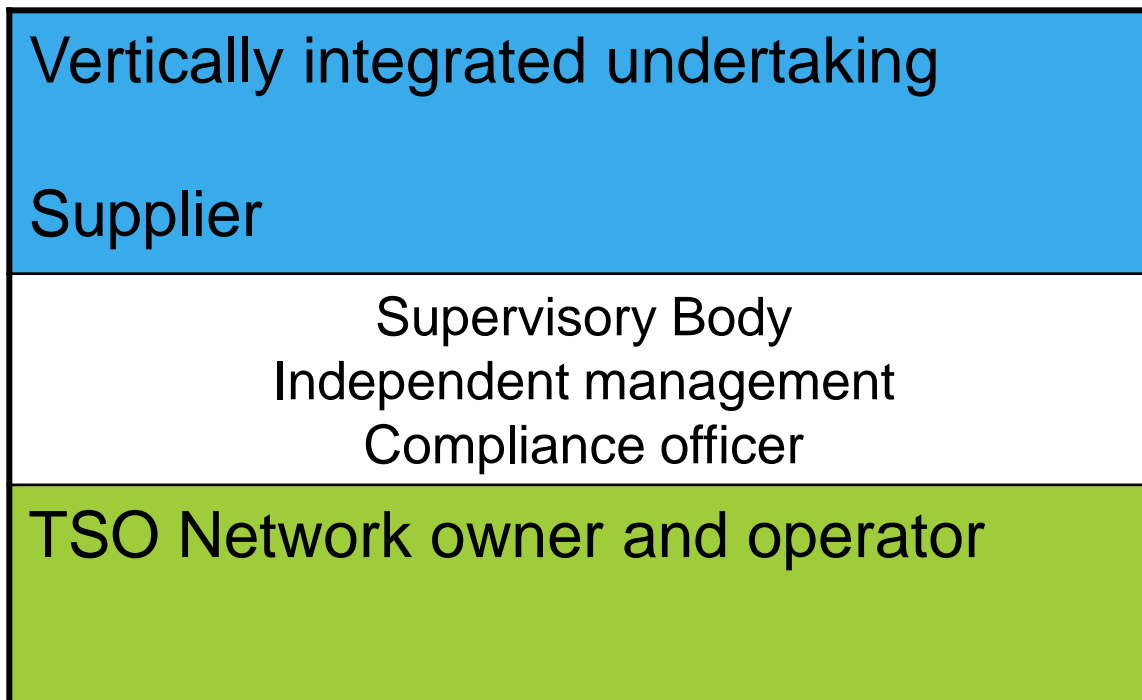 Vertically integrated undertaking
Supplier
Supervisory Body
Independent management
Compliance officer
TSO Network owner and operator